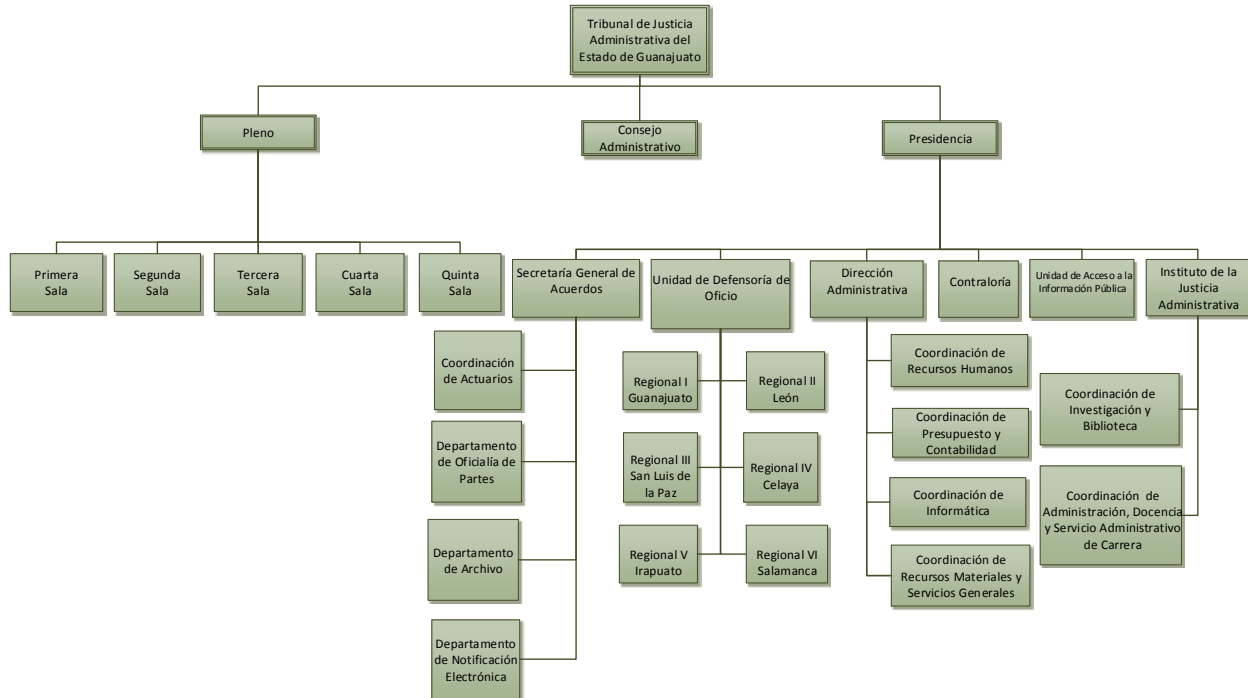 Tribunal de Justicia
Administrativa del
Estado de Guanajuato
Pleno
Consejo
Administrativo
Presidencia
Primera
Sala
Segunda
Sala
Tercera
Sala
Cuarta
Sala
Quinta
Sala
Secretaría General de
Acuerdos
Unidad de Defensoría de
Oficio
Dirección
Administrativa
Contraloría
Unidad de Acceso a la
Información Pública
Instituto de la
Justicia
Administrativa
Coordinación
de Actuarios
Departamento
de Oficialía de
Partes
Departamento
de Archivo
Departamento
de Notificación
Electrónica
Regional I
Guanajuato
Regional II
León
Regional III
San Luis de
la Paz
Regional IV
Celaya
Regional V
Irapuato
Regional VI
Salamanca
Coordinación de
Recursos Humanos
Coordinación de
Presupuesto y
Contabilidad
Coordinación de
Informática
Coordinación de
Recursos Materiales y
Servicios Generales
Coordinación de
Investigación y
Biblioteca
Coordinación de
Administración, Docencia
y Servicio Administrativo
de Carrera